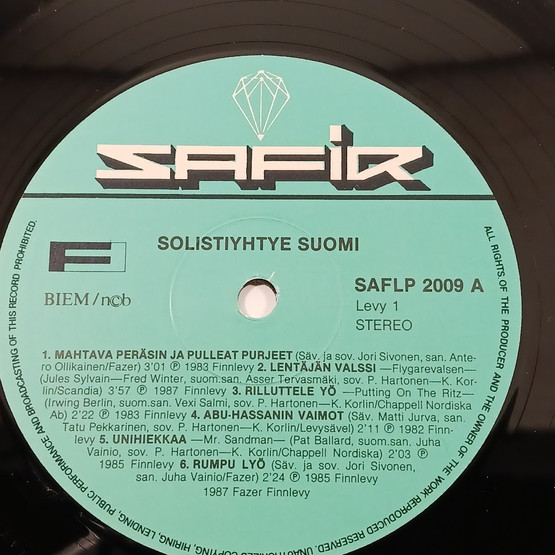 SAFIR
SOLISTIYHTYE SUOMI
F
BIEM/n©b
SAFLP 2009 A
Levy 1
STEREO
1. MAHTAVA PERÄSIN JA PULLEAT PURJEET (Säv. ja sov. Jori Sivonen, san. Ante-
ro Ollikainen/Fazer) 3'01 ℗ 1983 Finnlevy 2. LENTÄJÄN VALSSI —Flygarevalsen—
(Jules Sylvain—Fred Winter, suom.san. Asser Tervasmäki, sov. P. Hartonen—K. Kor-
lin/Scandia) 3'57 ℗ 1987 Finnlevy 3. RILLUTTELE YÖ —Putting On The Ritz—
(Irwing Berlin, suom.san. Vexi Salmi, sov. P. Hartonen—K. Korlin/Chappell Nordiska
Ab) 2'22 ℗ 1983 Finnlevy 4. ABU-HASSANIN VAIMOT (Säv. Matti Jurva, san.
Tatu Pekkarinen, sov. P. Hartonen—K. Korlin/Levysävel) 2'11 ℗ 1982 Finn-
levy 5. UNIHIEKKAA —Mr. Sandman— (Pat Ballard, suom.san. Juha
Vainio, sov. P. Hartonen—K. Korlin/Chappell Nordiska) 2'03 ℗
1985 Finnlevy 6. RUMPU LYÖ (Säv. ja sov. Jori Sivonen,
san. Juha Vainio/Fazer) 2'24 ℗ 1985 Finnlevy
1987 Fazer Finnlevy
ALL RIGHTS OF THE PRODUCER AND THE OWNER OF THE WORK REPRODUCED RESERVED. UNAUTHORIZED COPYING, HIRING, LENDING, PUBLIC PERFORMANCE AND BROADCASTING OF THIS RECORD PROHIBITED.